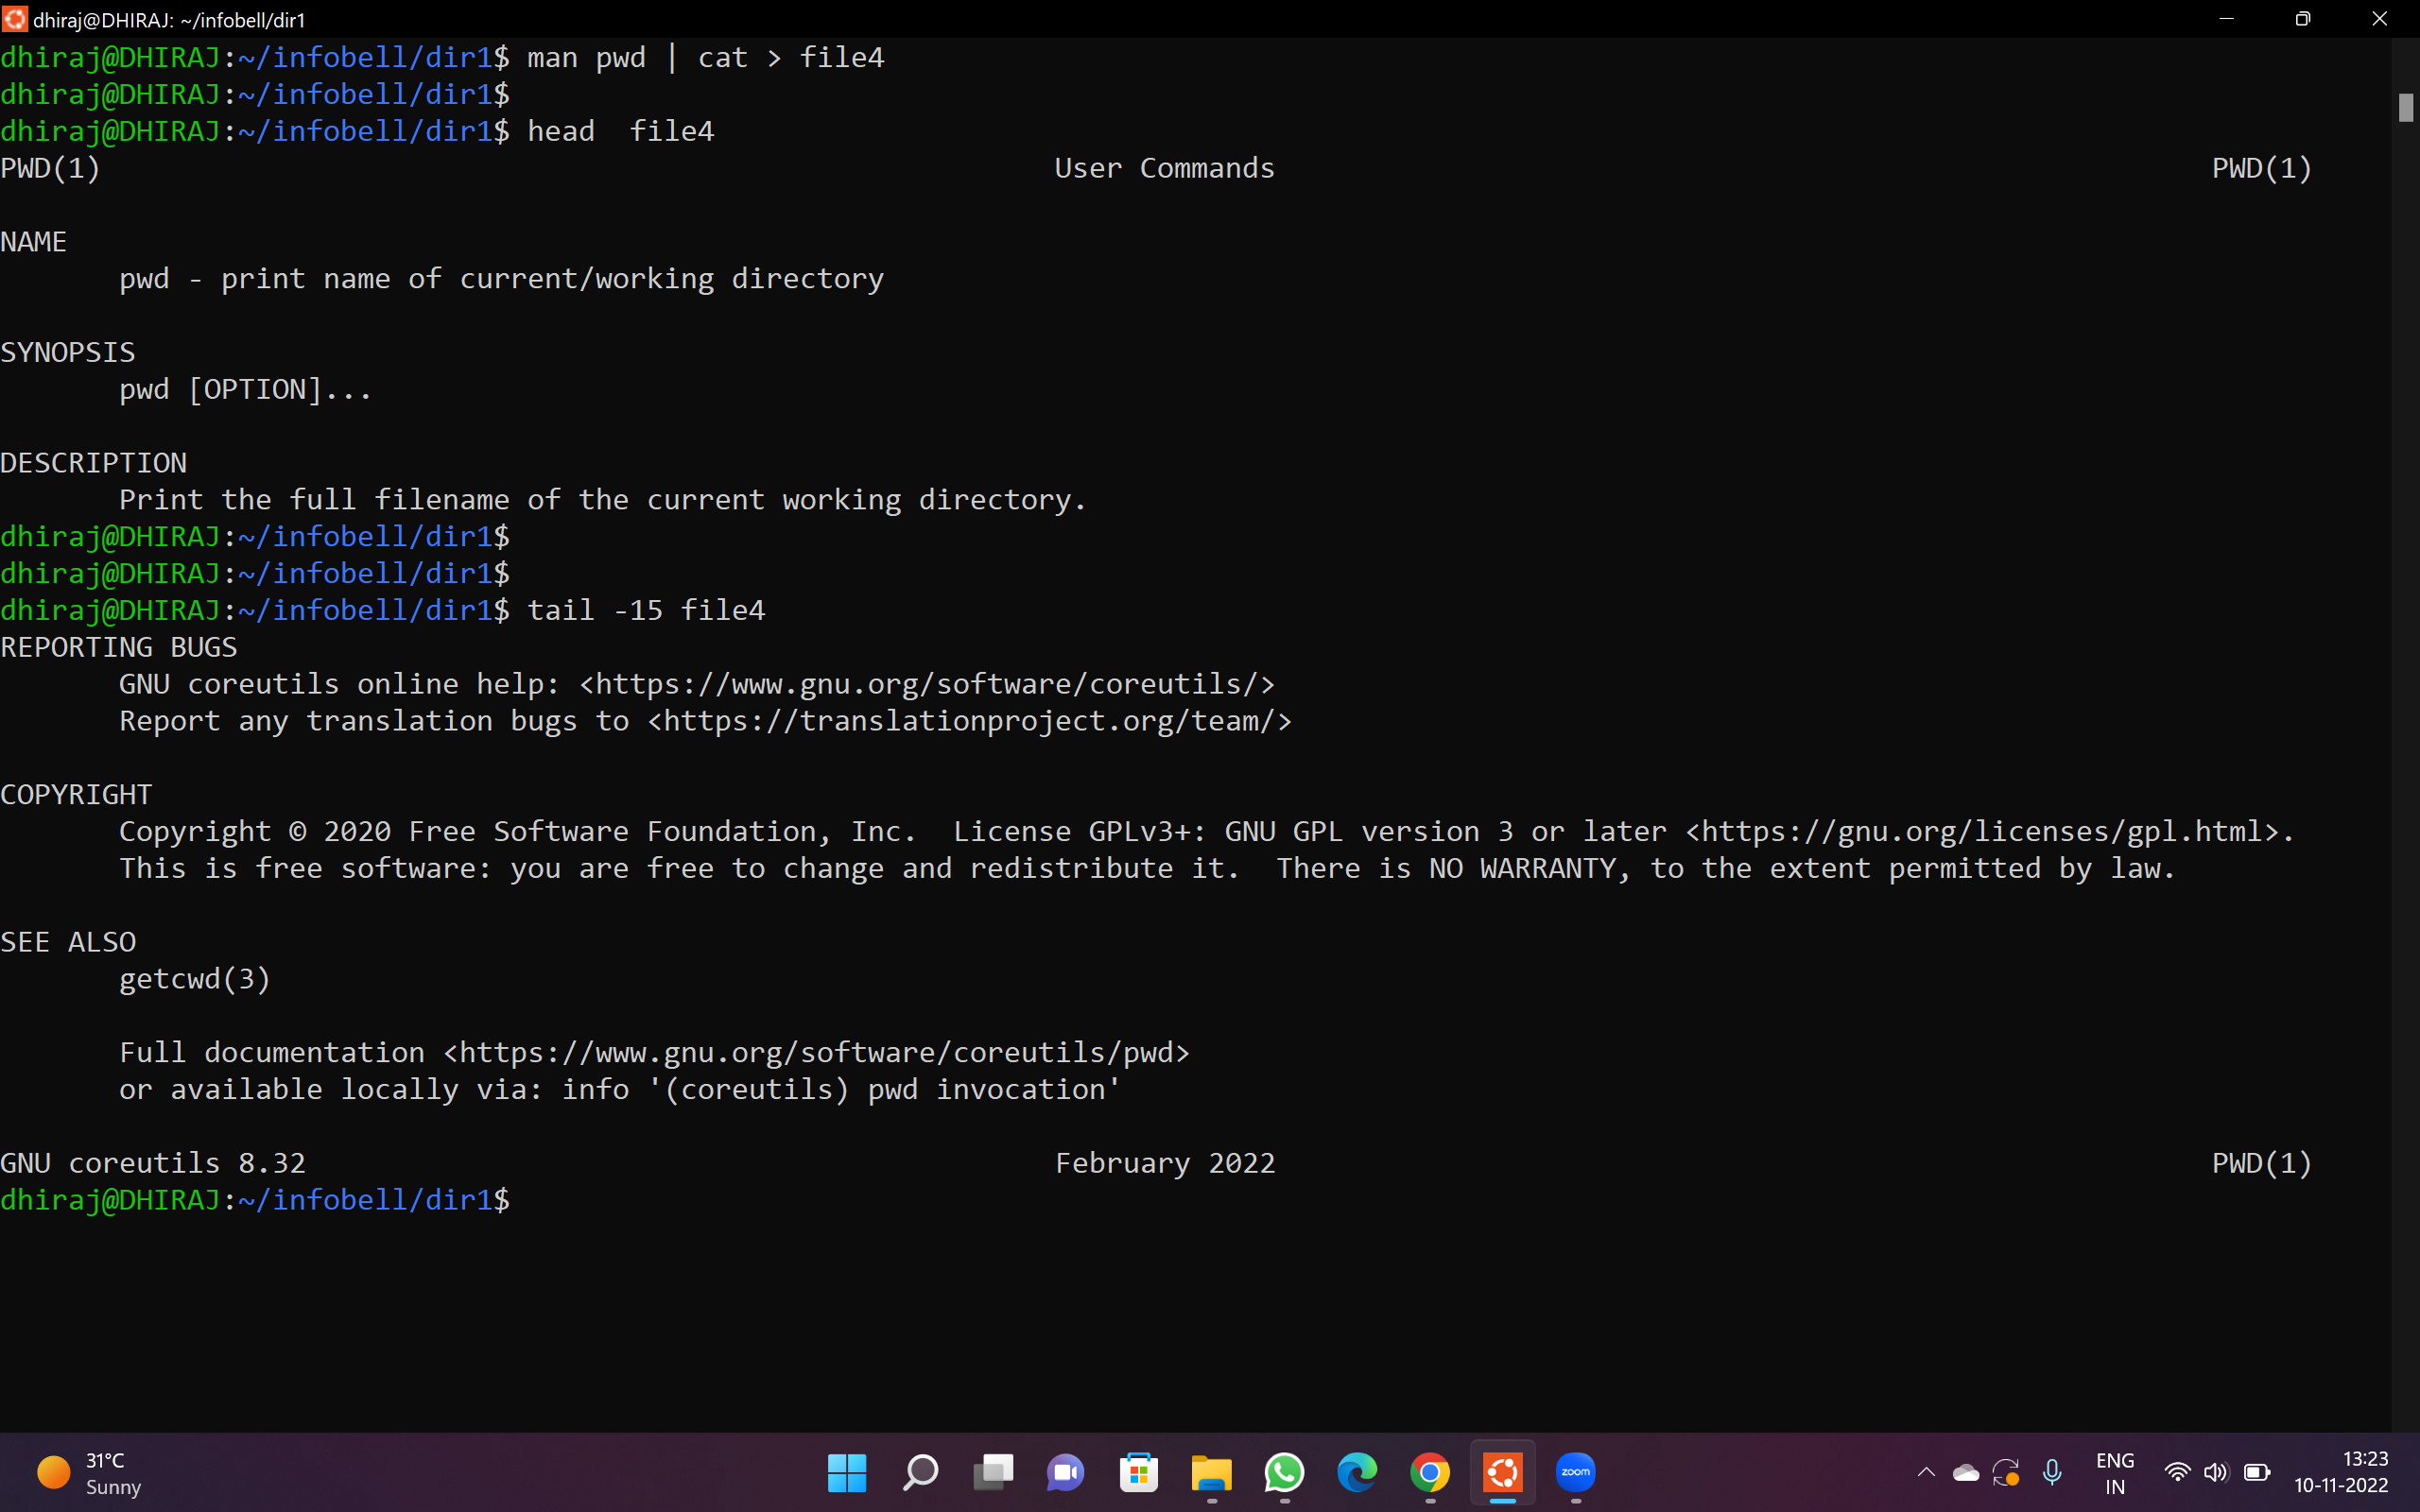 dhiraj@DHIRAJ: ~/infobell/dir1
dhiraj@DHIRAJ:~/infobell/dir1$ man pwd | cat > file4
dhiraj@DHIRAJ:~/infobell/dir1$
dhiraj@DHIRAJ:~/infobell/dir1$ head  file4
PWD(1) User Commands PWD(1)
NAME
pwd - print name of current/working directory
SYNOPSIS
pwd [OPTION]...
DESCRIPTION
Print the full filename of the current working directory.
dhiraj@DHIRAJ:~/infobell/dir1$
dhiraj@DHIRAJ:~/infobell/dir1$
dhiraj@DHIRAJ:~/infobell/dir1$ tail -15 file4
REPORTING BUGS
GNU coreutils online help: <https://www.gnu.org/software/coreutils/>
Report any translation bugs to <https://translationproject.org/team/>
COPYRIGHT
Copyright © 2020 Free Software Foundation, Inc.  License GPLv3+: GNU GPL version 3 or later <https://gnu.org/licenses/gpl.html>.
This is free software: you are free to change and redistribute it.  There is NO WARRANTY, to the extent permitted by law.
SEE ALSO
getcwd(3)
Full documentation <https://www.gnu.org/software/coreutils/pwd>
or available locally via: info '(coreutils) pwd invocation'
GNU coreutils 8.32 February 2022 PWD(1)
dhiraj@DHIRAJ:~/infobell/dir1$
31°C
Sunny
zoom
ENG
IN
13:23
10-11-2022